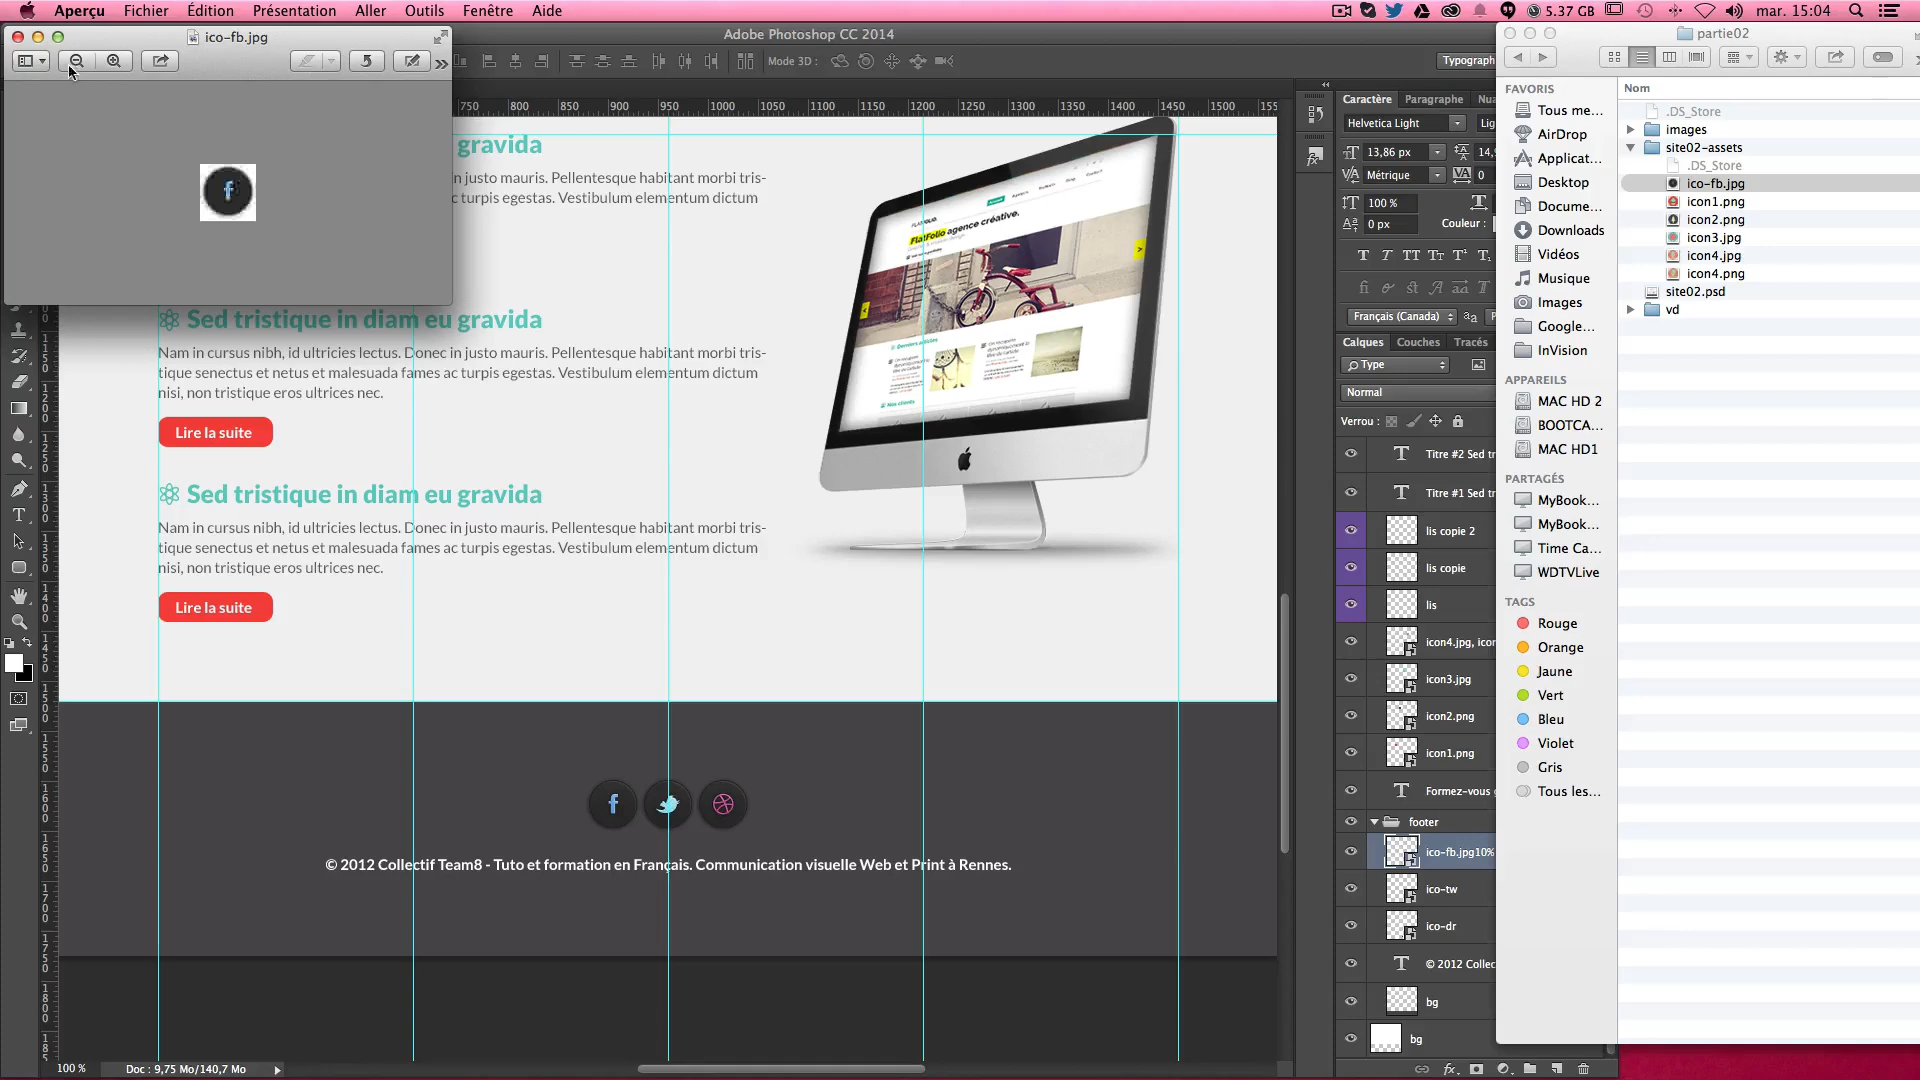 Aperçu Fichier Édition Présentation Aller Outils Fenêtre Aide
5.37 GB mar. 15:04
ico-fb.jpg
Adobe Photoshop CC 2014
Mode 3D :
Typograph
partie02
750 800 850 900 950 1000 1050 1100 1150 1200 1250 1300 1350 1400 1450 1500 155
gravida
in justo mauris. Pellentesque habitant morbi tris-
c turpis egestas. Vestibulum elementum dictum
Sed tristique in diam eu gravida
Nam in cursus nibh, id ultricies lectus. Donec in justo mauris. Pellentesque habitant morbi tris-
tique senectus et netus et malesuada fames ac turpis egestas. Vestibulum elementum dictum
nisi, non tristique eros ultrices nec.
Lire la suite
Sed tristique in diam eu gravida
Nam in cursus nibh, id ultricies lectus. Donec in justo mauris. Pellentesque habitant morbi tris-
tique senectus et netus et malesuada fames ac turpis egestas. Vestibulum elementum dictum
nisi, non tristique eros ultrices nec.
Lire la suite
FlatFolio agence créative.
© 2012 Collectif Team8 - Tuto et formation en Français. Communication visuelle Web et Print à Rennes.
100 % Doc : 9,75 Mo/140,7 Mo
Caractère Paragraphe Nua
Helvetica Light Lig
13,86 px 14,
Métrique 0
100 %
0 px Couleur :
Français (Canada)
Calques Couches Tracés
Type
Normal
Verrou :
Titre #2 Sed tr
Titre #1 Sed tr
lis copie 2
lis copie
lis
icon4.jpg, icon
icon3.jpg
icon2.png
icon1.png
Formez-vous g
footer
ico-fb.jpg10%
ico-tw
ico-dr
© 2012 Collec
bg
bg
FAVORIS
Tous me...
AirDrop
Applicat...
Desktop
Docume...
Downloads
Vidéos
Musique
Images
Google...
InVision
APPAREILS
MAC HD 2
BOOTCA...
MAC HD1
PARTAGÉS
MyBook...
MyBook...
Time Ca...
WDTVLive
TAGS
Rouge
Orange
Jaune
Vert
Bleu
Violet
Gris
Tous les...
Nom
.DS_Store
images
site02-assets
.DS_Store
ico-fb.jpg
icon1.png
icon2.png
icon3.jpg
icon4.jpg
icon4.png
site02.psd
vd